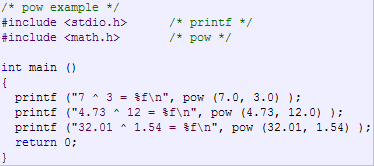 /* pow example */
#include <stdio.h> /* printf */
#include <math.h> /* pow */
int main ()
{
printf ("7 ^ 3 = %f\n", pow (7.0, 3.0) );
printf ("4.73 ^ 12 = %f\n", pow (4.73, 12.0) );
printf ("32.01 ^ 1.54 = %f\n", pow (32.01, 1.54) );
return 0;
}